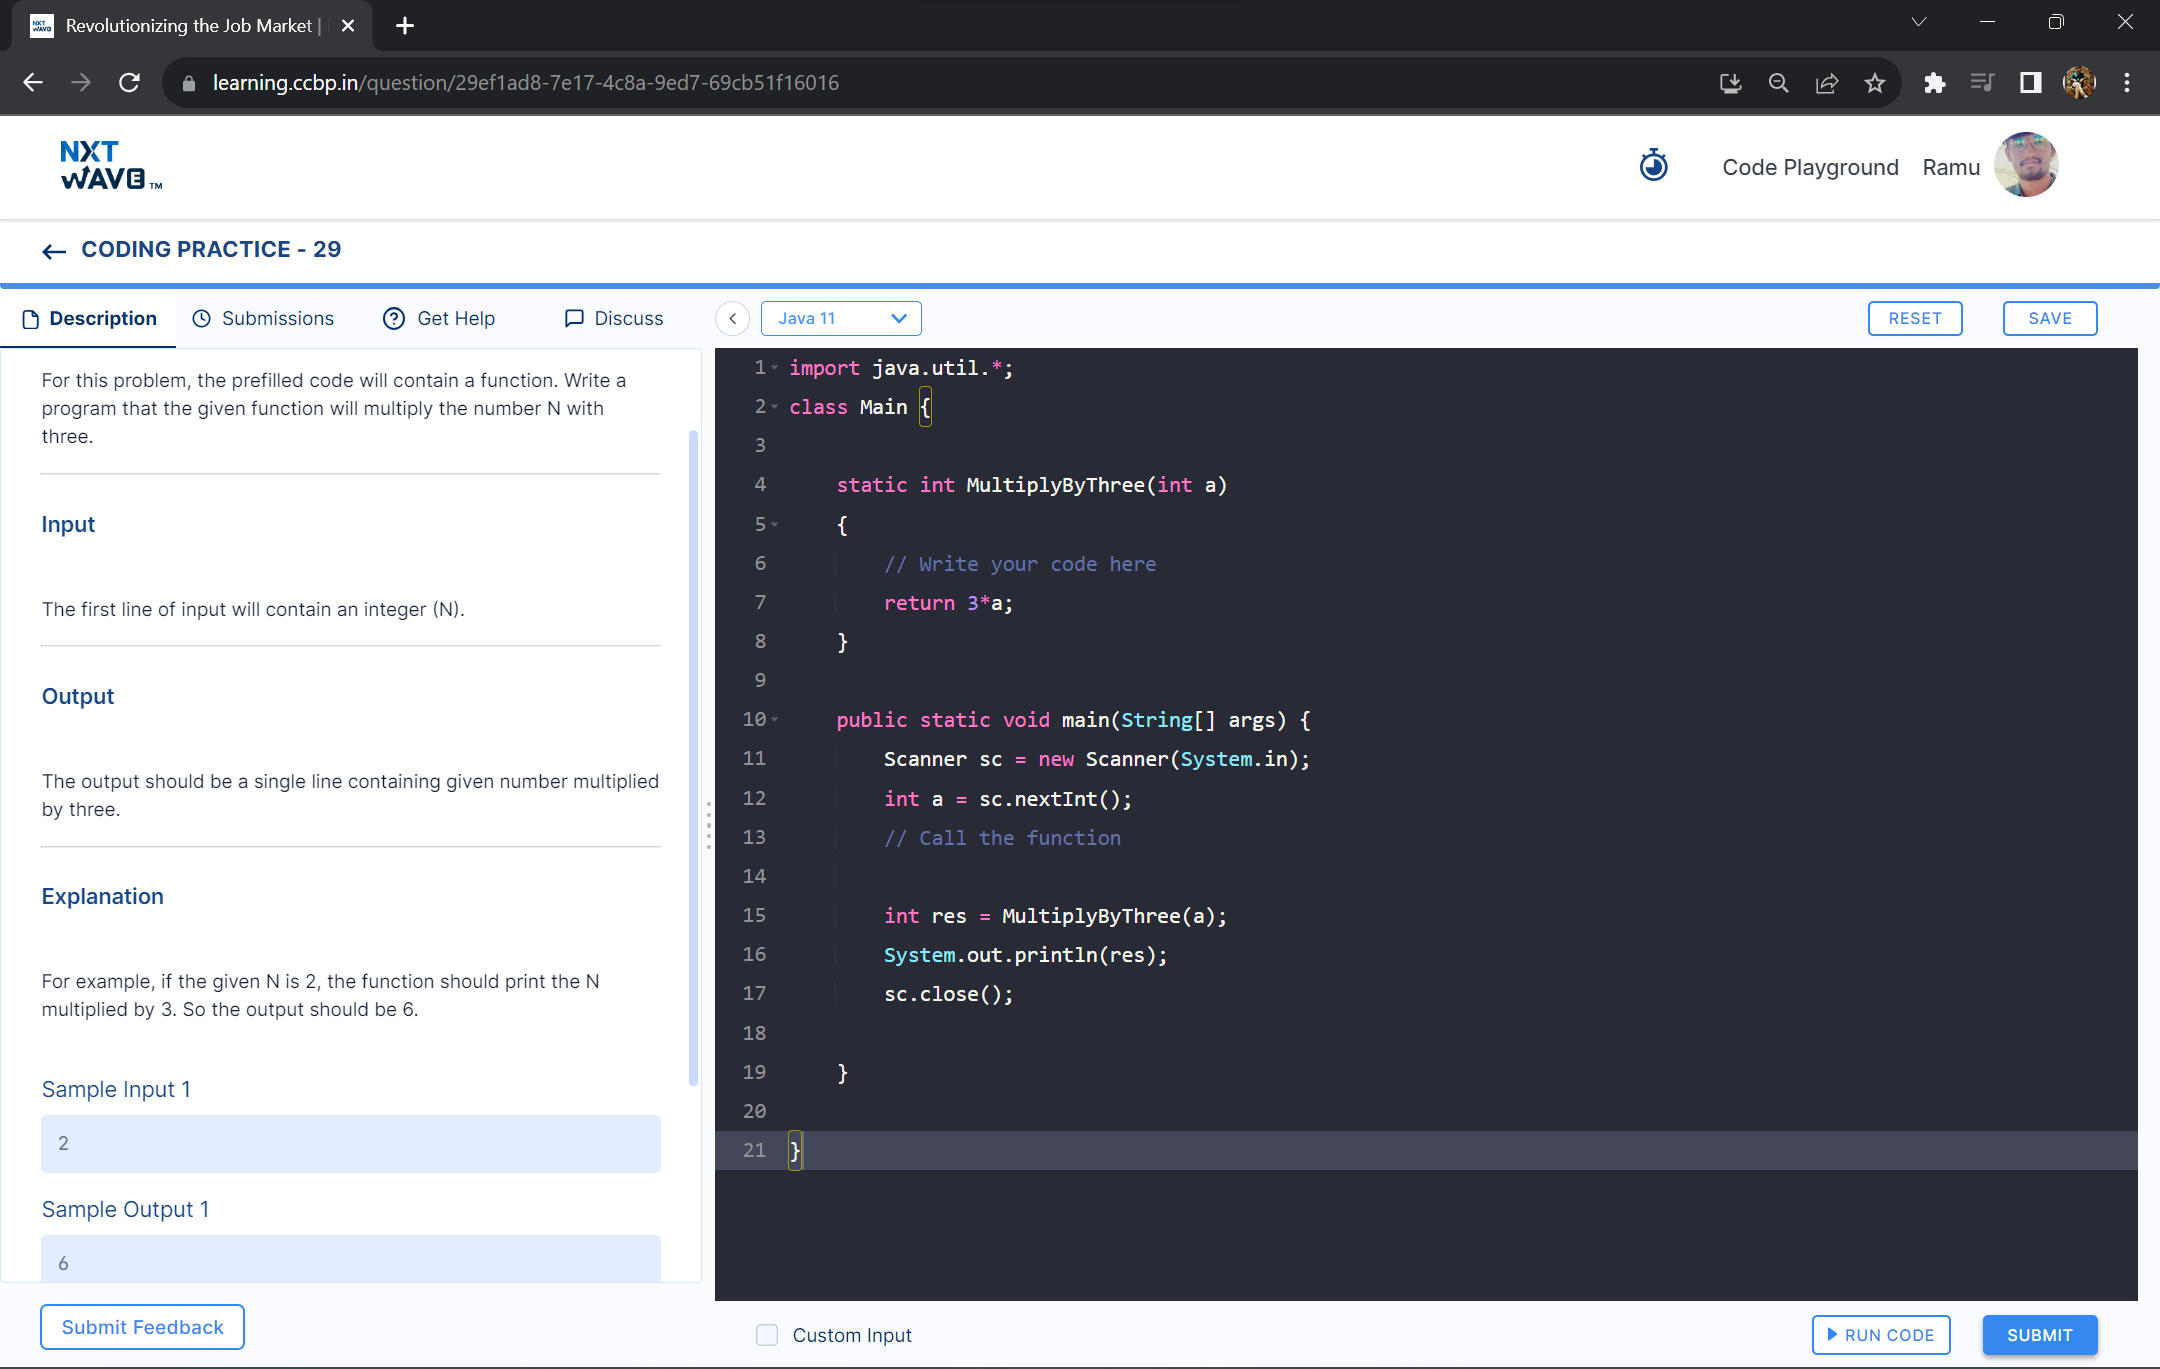 Revolutionizing the Job Market |
learning.ccbp.in/question/29ef1ad8-7e17-4c8a-9ed7-69cb51f16016
NXT
WAVE TM
Code Playground
Ramu
CODING PRACTICE - 29
Description
Submissions
Get Help
Discuss
Java 11
RESET
SAVE
For this problem, the prefilled code will contain a function. Write a
program that the given function will multiply the number N with
three.
Input
The first line of input will contain an integer (N).
Output
The output should be a single line containing given number multiplied
by three.
Explanation
For example, if the given N is 2, the function should print the N
multiplied by 3. So the output should be 6.
Sample Input 1
2
Sample Output 1
6
Submit Feedback
1 import java.util.*;
2 class Main {
3
4 static int MultiplyByThree(int a)
5 {
6 // Write your code here
7 return 3*a;
8 }
9
10 public static void main(String[] args) {
11 Scanner sc = new Scanner(System.in);
12 int a = sc.nextInt();
13 // Call the function
14
15 int res = MultiplyByThree(a);
16 System.out.println(res);
17 sc.close();
18
19 }
20
21 }
Custom Input
RUN CODE
SUBMIT